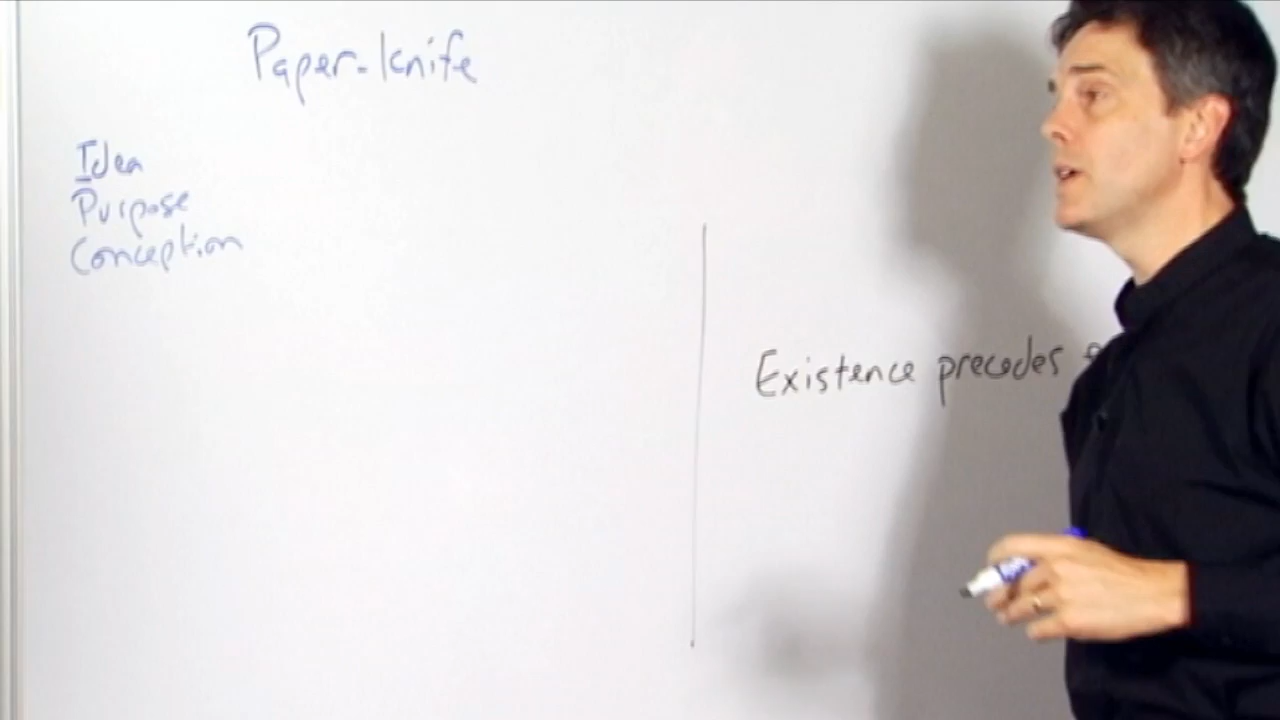 Paper-knife
Idea
Purpose
Conception
Existence precedes